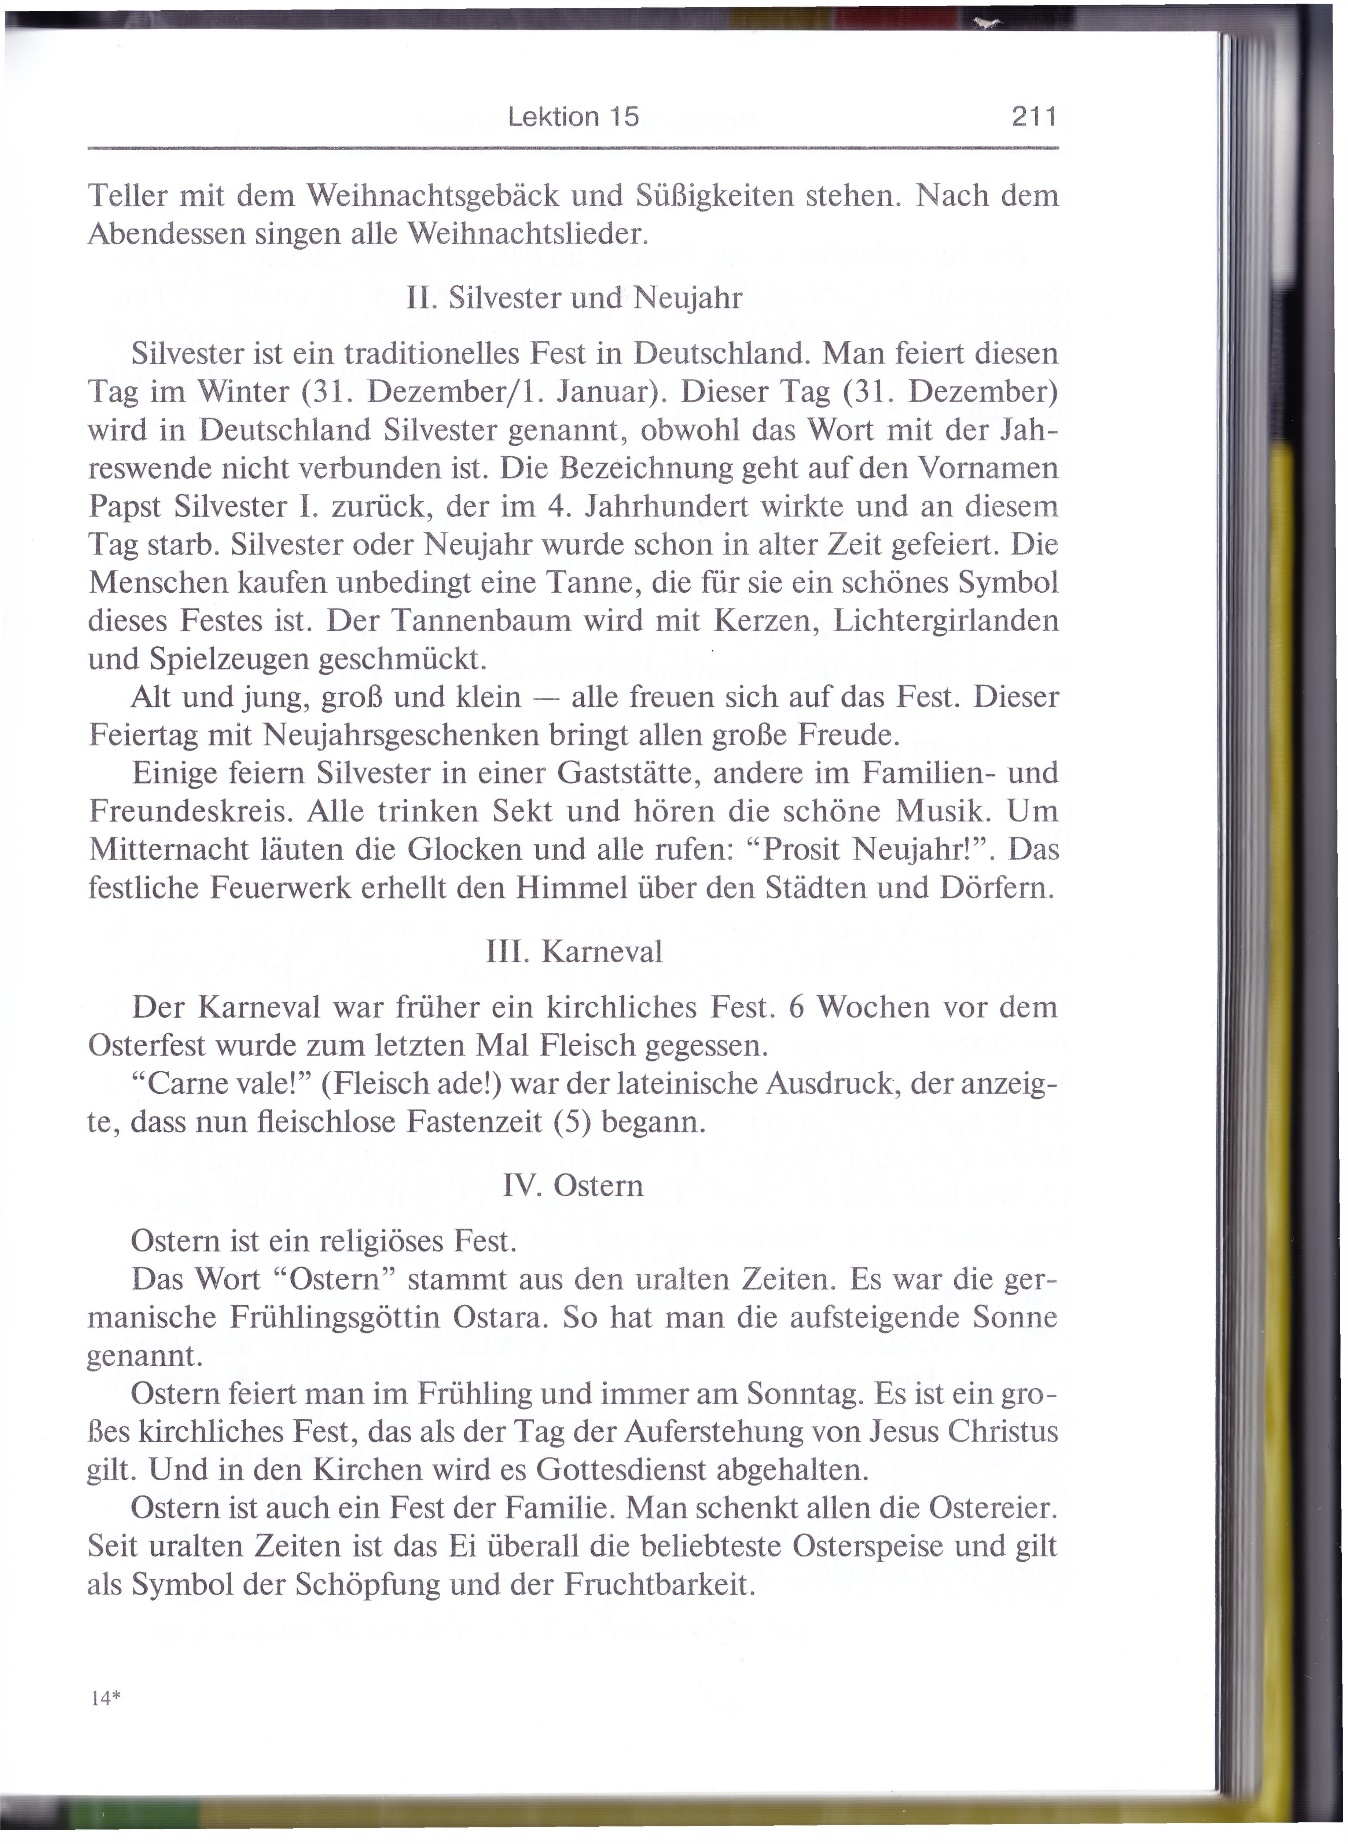 Lektion 15 211
Teller mit dem Weihnachtsgebäck und Süßigkeiten stehen. Nach dem
Abendessen singen alle Weihnachtslieder.
II. Silvester und Neujahr
Silvester ist ein traditionelles Fest in Deutschland. Man feiert diesen
Tag im Winter (31. Dezember/1. Januar). Dieser Tag (31. Dezember)
wird in Deutschland Silvester genannt, obwohl das Wort mit der Jah-
reswende nicht verbunden ist. Die Bezeichnung geht auf den Vornamen
Papst Silvester I. zurück, der im 4. Jahrhundert wirkte und an diesem
Tag starb. Silvester oder Neujahr wurde schon in alter Zeit gefeiert. Die
Menschen kaufen unbedingt eine Tanne, die für sie ein schönes Symbol
dieses Festes ist. Der Tannenbaum wird mit Kerzen, Lichtergirlanden
und Spielzeugen geschmückt.
Alt und jung, groß und klein — alle freuen sich auf das Fest. Dieser
Feiertag mit Neujahrsgeschenken bringt allen große Freude.
Einige feiern Silvester in einer Gaststätte, andere im Familien- und
Freundeskreis. Alle trinken Sekt und hören die schöne Musik. Um
Mitternacht läuten die Glocken und alle rufen: “Prosit Neujahr!”. Das
festliche Feuerwerk erhellt den Himmel über den Städten und Dörfern.
III. Karneval
Der Karneval war früher ein kirchliches Fest. 6 Wochen vor dem
Osterfest wurde zum letzten Mal Fleisch gegessen.
“Carne vale!” (Fleisch ade!) war der lateinische Ausdruck, der anzeig-
te, dass nun fleischlose Fastenzeit (5) begann.
IV. Ostern
Ostern ist ein religiöses Fest.
Das Wort “Ostern” stammt aus den uralten Zeiten. Es war die ger-
manische Frühlingsgöttin Ostara. So hat man die aufsteigende Sonne
genannt.
Ostern feiert man im Frühling und immer am Sonntag. Es ist ein gro-
ßes kirchliches Fest, das als der Tag der Auferstehung von Jesus Christus
gilt. Und in den Kirchen wird es Gottesdienst abgehalten.
Ostern ist auch ein Fest der Familie. Man schenkt allen die Ostereier.
Seit uralten Zeiten ist das Ei überall die beliebteste Osterspeise und gilt
als Symbol der Schöpfung und der Fruchtbarkeit.
14*